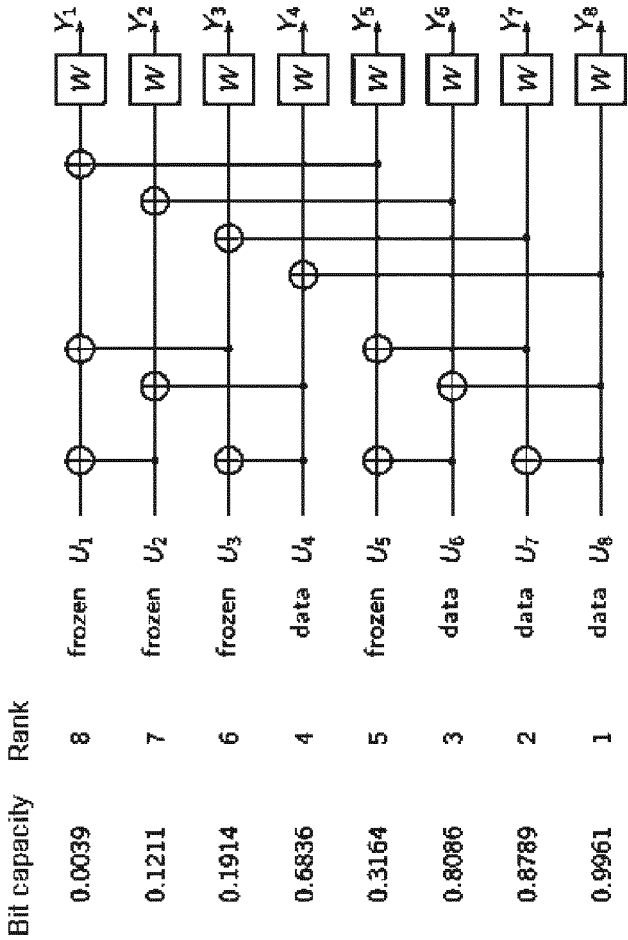 Bit capacity Rank
0.0039 8 frozen U₁ W Y₁
0.1211 7 frozen U₂ W Y₂
0.1914 6 frozen U₃ W Y₃
0.6836 4 data U₄ W Y₄
0.3164 5 frozen U₅ W Y₅
0.8086 3 data U₆ W Y₆
0.8789 2 data U₇ W Y₇
0.9961 1 data U₈ W Y₈